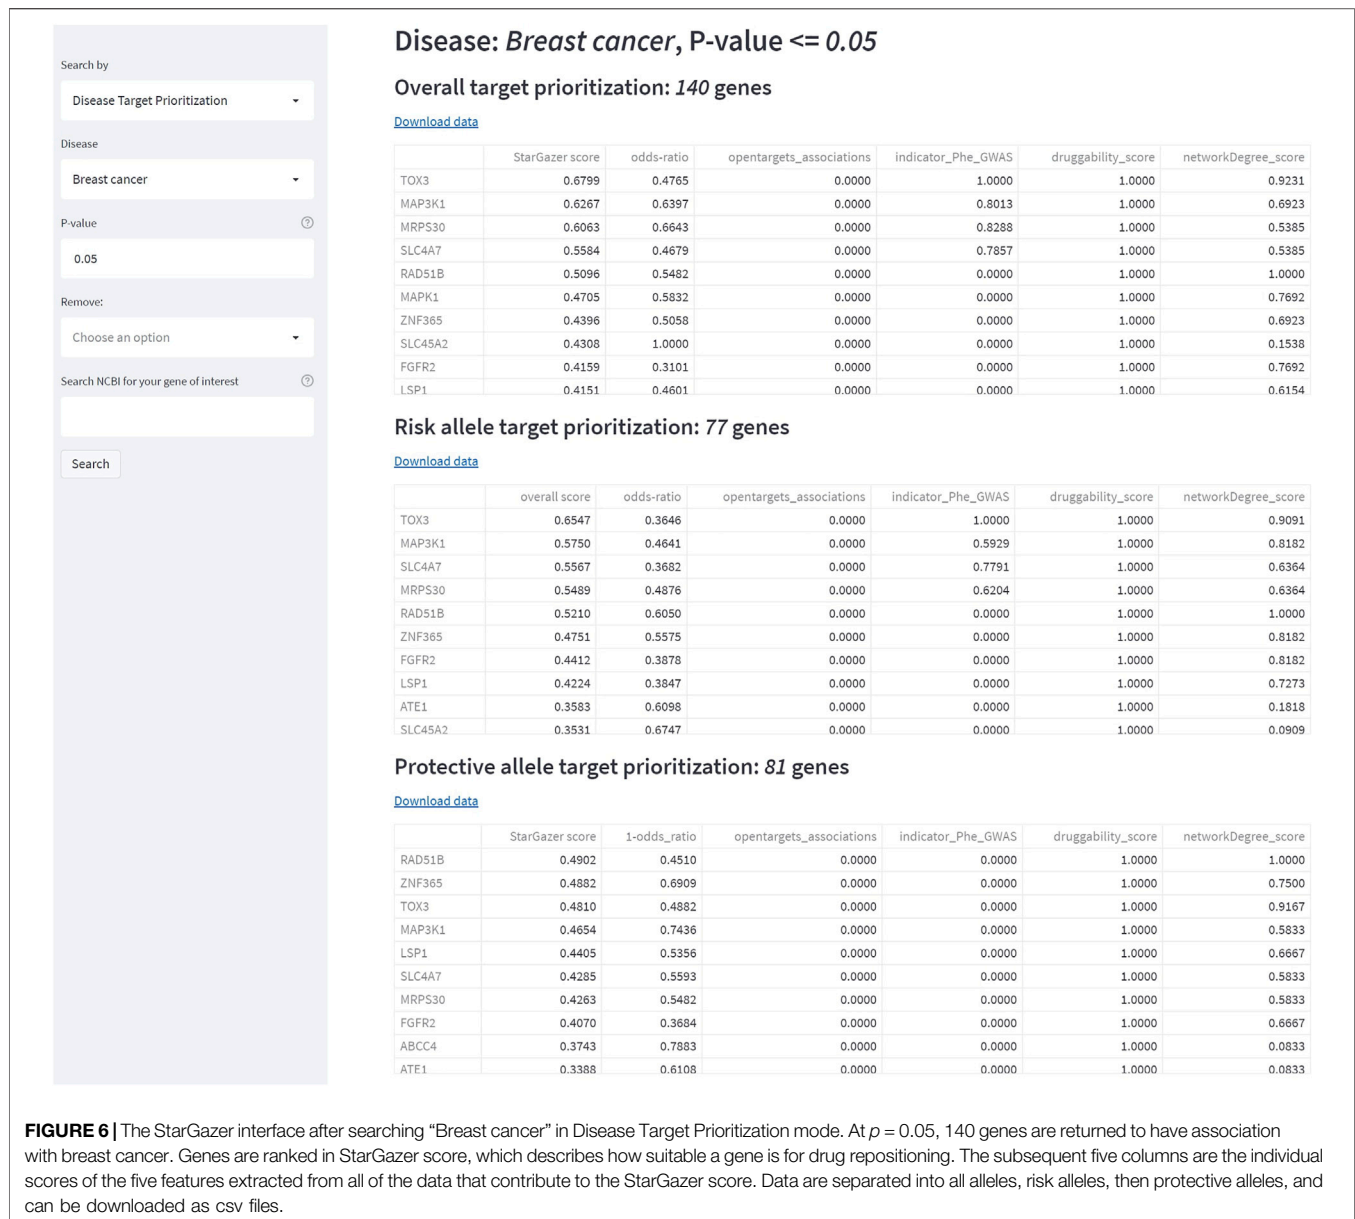 Search by
Disease Target Prioritization
Disease
Breast cancer
P-value
0.05
Remove:
Choose an option
Search NCBI for your gene of interest
Search
Disease: Breast cancer, P-value <= 0.05
Overall target prioritization: 140 genes
Download data
StarGazer score odds-ratio opentargets_associations indicator_Phe_GWAS druggability_score networkDegree_score
TOX3 0.6799 0.4765 0.0000 1.0000 1.0000 0.9231
MAP3K1 0.6267 0.6397 0.0000 0.8013 1.0000 0.6923
MRPS30 0.6063 0.6643 0.0000 0.8288 1.0000 0.5385
SLC4A7 0.5584 0.4679 0.0000 0.7857 1.0000 0.5385
RAD51B 0.5096 0.5482 0.0000 0.0000 1.0000 1.0000
MAPK1 0.4705 0.5832 0.0000 0.0000 1.0000 0.7692
ZNF365 0.4396 0.5058 0.0000 0.0000 1.0000 0.6923
SLC45A2 0.4308 1.0000 0.0000 0.0000 1.0000 0.1538
FGFR2 0.4159 0.3101 0.0000 0.0000 1.0000 0.7692
LSP1 0.4151 0.4601 0.0000 0.0000 1.0000 0.6154
Risk allele target prioritization: 77 genes
Download data
overall score odds-ratio opentargets_associations indicator_Phe_GWAS druggability_score networkDegree_score
TOX3 0.6547 0.3646 0.0000 1.0000 1.0000 0.9091
MAP3K1 0.5750 0.4641 0.0000 0.5929 1.0000 0.8182
SLC4A7 0.5567 0.3682 0.0000 0.7791 1.0000 0.6364
MRPS30 0.5489 0.4876 0.0000 0.6204 1.0000 0.6364
RAD51B 0.5210 0.6050 0.0000 0.0000 1.0000 1.0000
ZNF365 0.4751 0.5575 0.0000 0.0000 1.0000 0.8182
FGFR2 0.4412 0.3878 0.0000 0.0000 1.0000 0.8182
LSP1 0.4224 0.3847 0.0000 0.0000 1.0000 0.7273
ATE1 0.3583 0.6098 0.0000 0.0000 1.0000 0.1818
SLC45A2 0.3531 0.6747 0.0000 0.0000 1.0000 0.0909
Protective allele target prioritization: 81 genes
Download data
StarGazer score 1-odds_ratio opentargets_associations indicator_Phe_GWAS druggability_score networkDegree_score
RAD51B 0.4902 0.4510 0.0000 0.0000 1.0000 1.0000
ZNF365 0.4882 0.6909 0.0000 0.0000 1.0000 0.7500
TOX3 0.4810 0.4882 0.0000 0.0000 1.0000 0.9167
MAP3K1 0.4654 0.7436 0.0000 0.0000 1.0000 0.5833
LSP1 0.4405 0.5356 0.0000 0.0000 1.0000 0.6667
SLC4A7 0.4285 0.5593 0.0000 0.0000 1.0000 0.5833
MRPS30 0.4263 0.5482 0.0000 0.0000 1.0000 0.5833
FGFR2 0.4070 0.3684 0.0000 0.0000 1.0000 0.6667
ABCC4 0.3743 0.7883 0.0000 0.0000 1.0000 0.0833
ATE1 0.3388 0.6108 0.0000 0.0000 1.0000 0.0833
FIGURE 6 | The StarGazer interface after searching “Breast cancer” in Disease Target Prioritization mode. At p = 0.05, 140 genes are returned to have association
with breast cancer. Genes are ranked in StarGazer score, which describes how suitable a gene is for drug repositioning. The subsequent five columns are the individual
scores of the five features extracted from all of the data that contribute to the StarGazer score. Data are separated into all alleles, risk alleles, then protective alleles, and
can be downloaded as csv files.